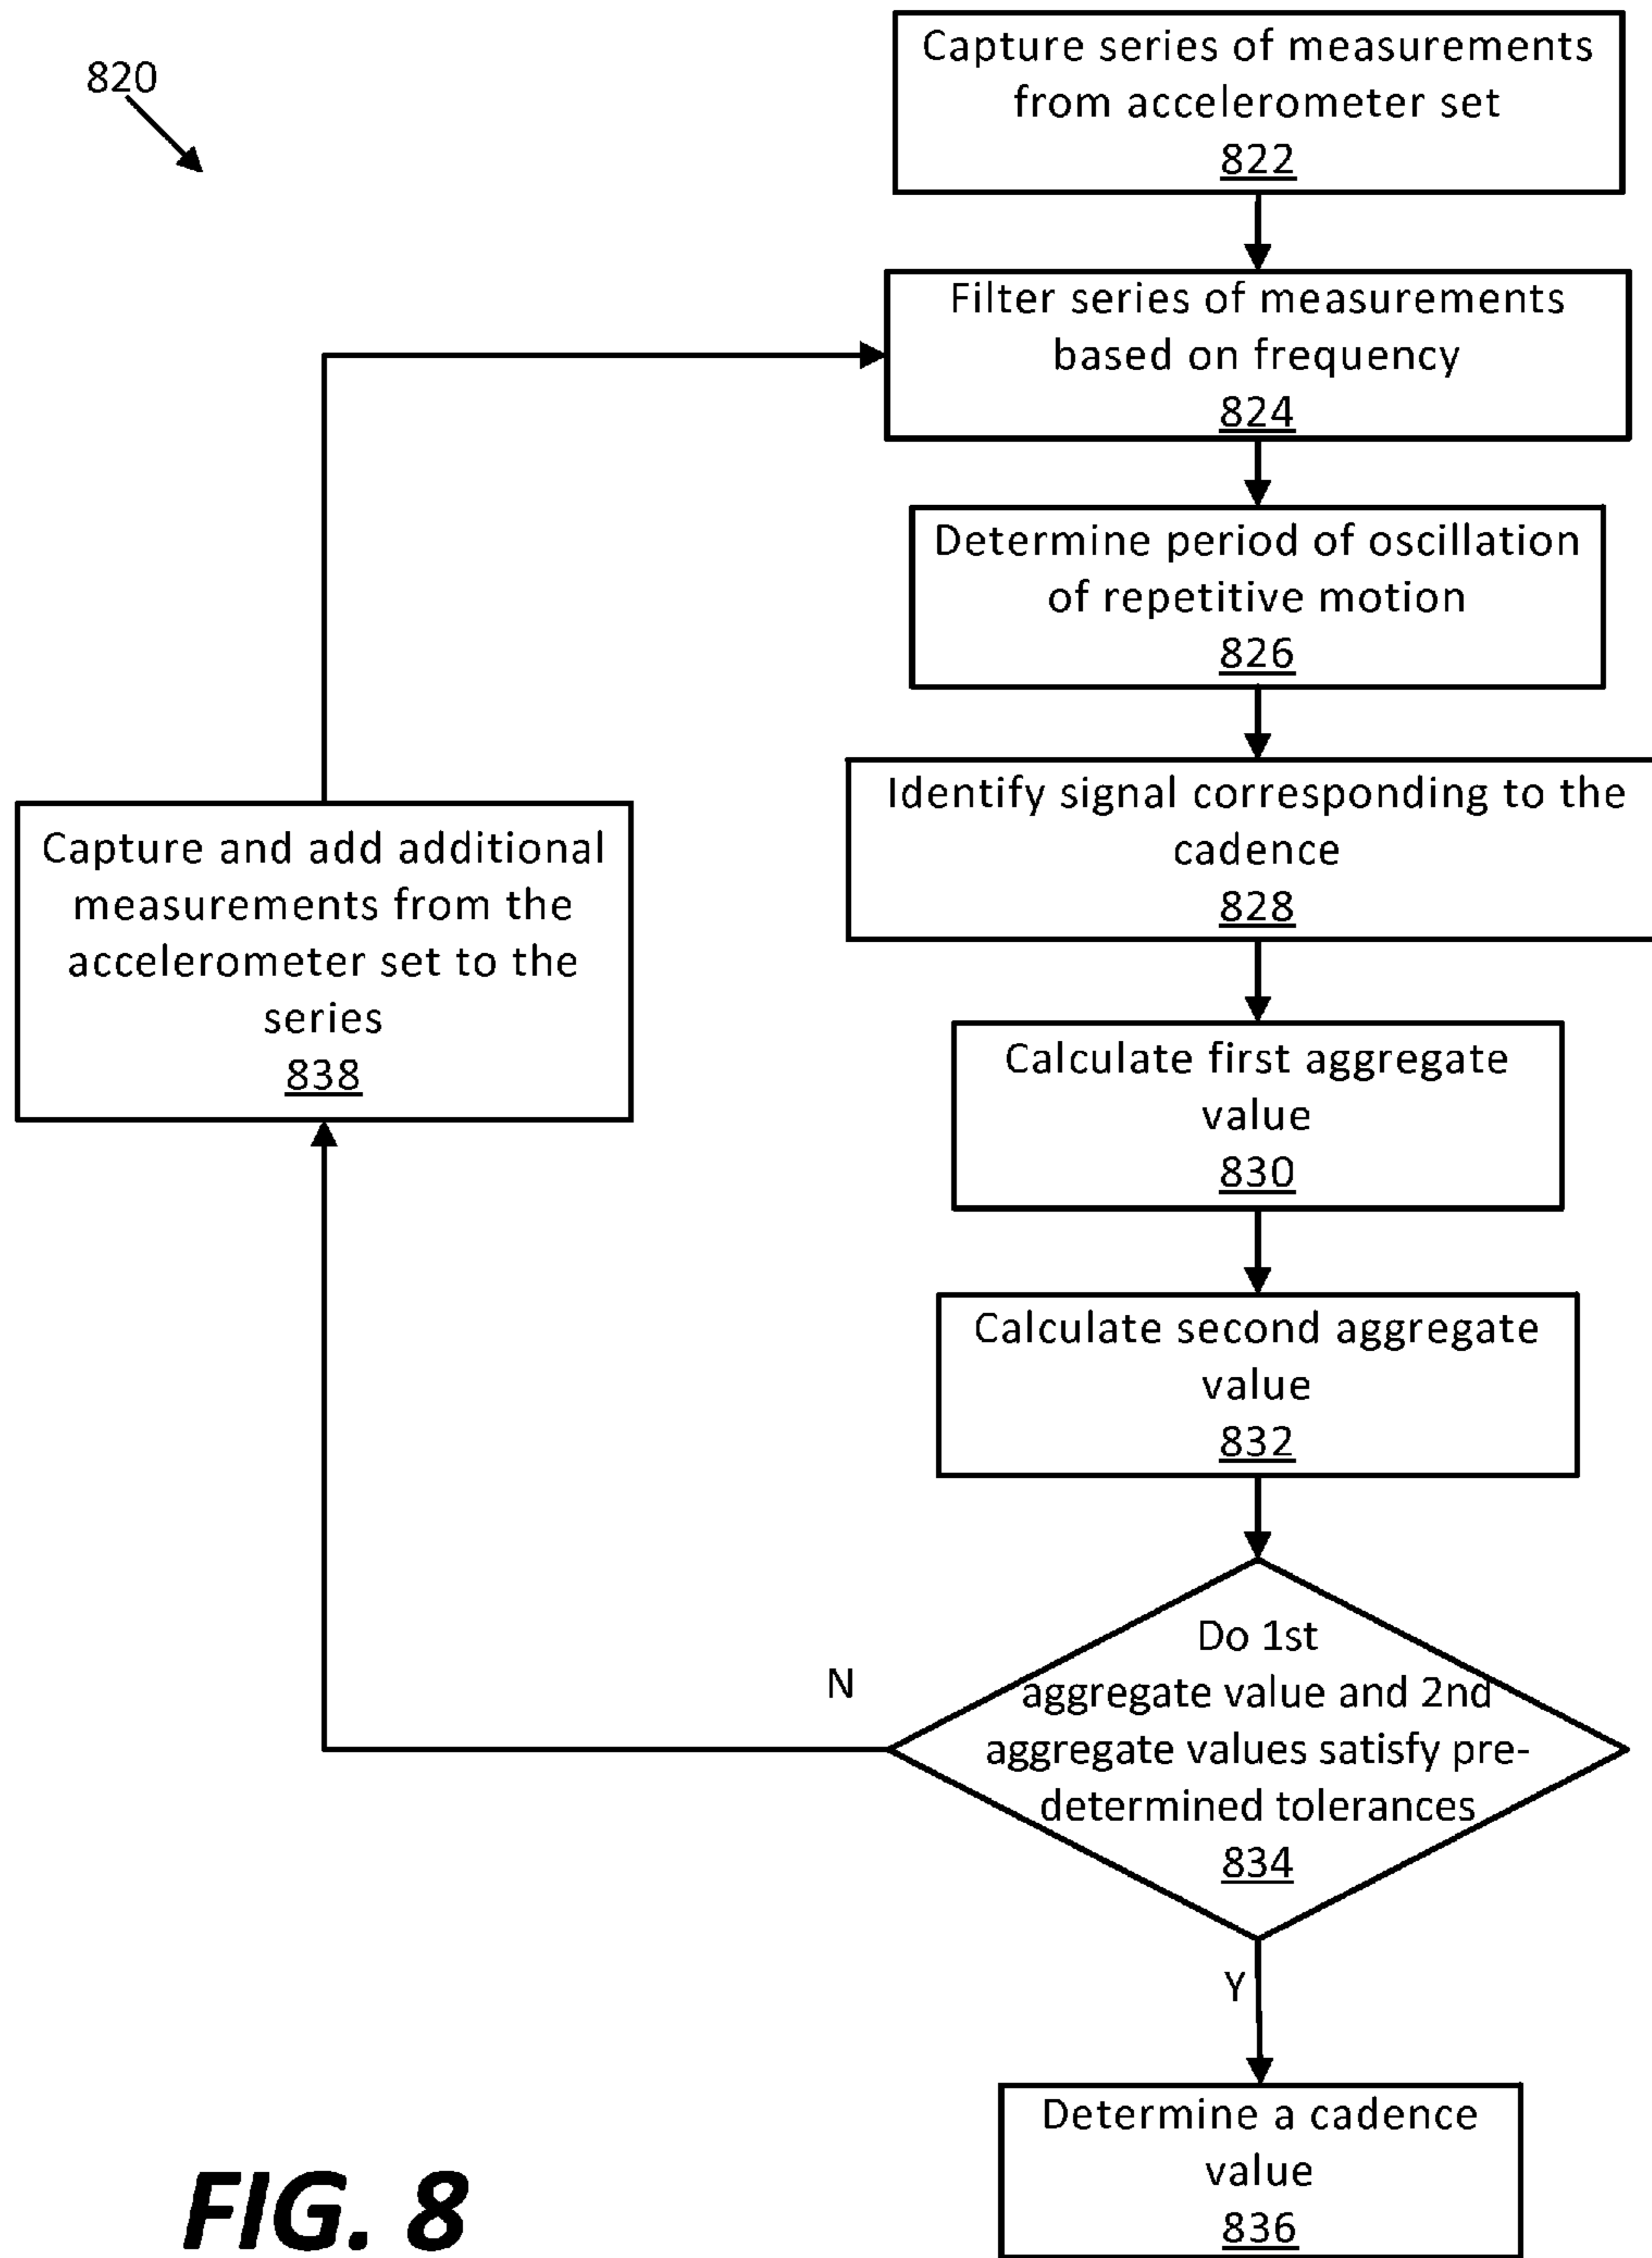 820
Capture series of measurements
from accelerometer set
822
Filter series of measurements
based on frequency
824
Determine period of oscillation
of repetitive motion
826
Identify signal corresponding to the
cadence
828
Capture and add additional
measurements from the
accelerometer set to the
series
838
Calculate first aggregate
value
830
Calculate second aggregate
value
832
Do 1st
aggregate value and 2nd
aggregate values satisfy pre-
determined tolerances
834
N
Y
Determine a cadence
value
836
FIG. 8